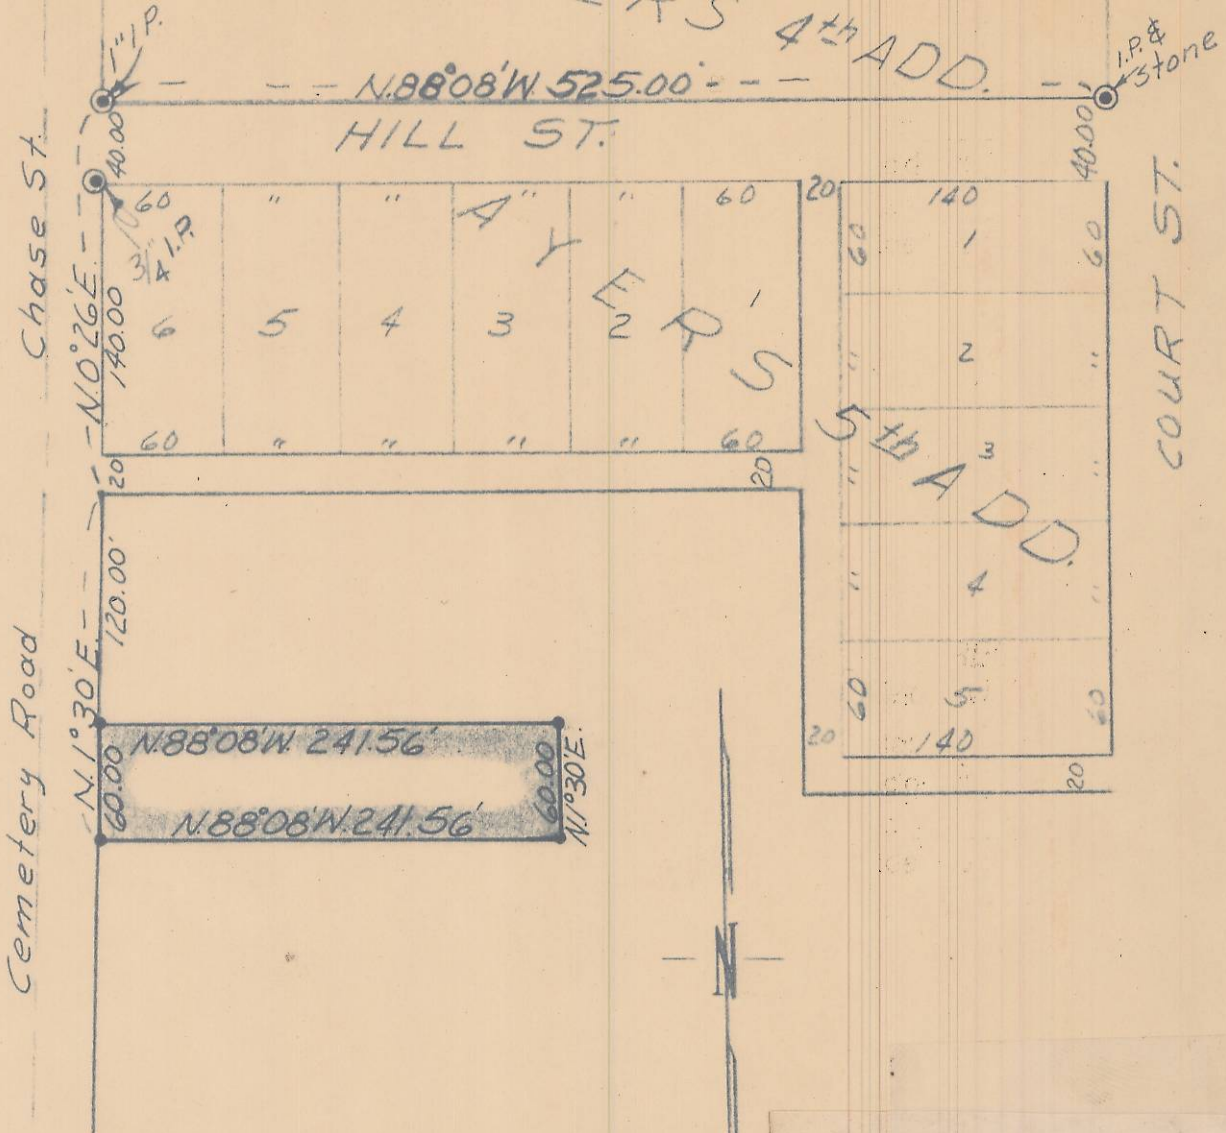 RS
4th ADD.
1" I.P.
I.P. & stone
N.88°08'W. 525.00'
40.00'
HILL ST.
40.00'
Chase St.
COURT ST.
3/4 I.P.
60 " " " " 60
20
140
N.0°26'E.
140.00
6 5 4 3 2 1
AYERS
5th ADD.
60 1 60
" 2 "
" 3 "
" 4 "
60' 5 60
140
60 " " " " 60
20
20
20
20
120.00'
N.1°30'E.
Cemetery Road
N.88°08'W. 241.56'
60.00
60.00
N.1°30'E.
N.88°08'W. 241.56'
N